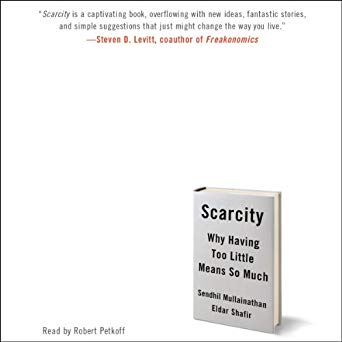 “Scarcity is a captivating book, overflowing with new ideas, fantastic stories,
and simple suggestions that just might change the way you live.”
—Steven D. Levitt, coauthor of Freakonomics
Scarcity
Why Having
Too Little
Means So Much
Sendhil Mullainathan
Eldar Shafir
Read by Robert Petkoff